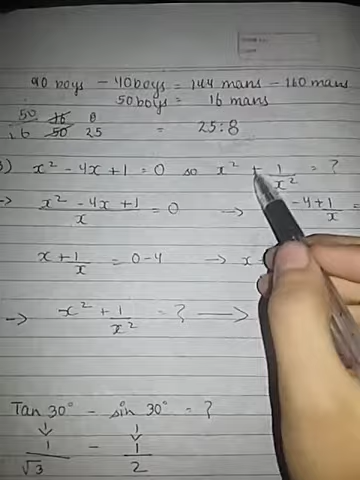 90 boys - 40 boys = 144 mans - 160 mans
50 boys = 16 mans
50 16 8
16 50 25 = 25:8
) x² - 4x + 1 = 0 so x² + 1/x² = ?
→ x² - 4x + 1 / x = 0 → - 4 + 1/x =
x + 1/x = 0 - 4 → x
→ x² + 1/x² = ? →
Tan 30° - sin 30° = ?
↓ ↓
1/√3 - 1/2